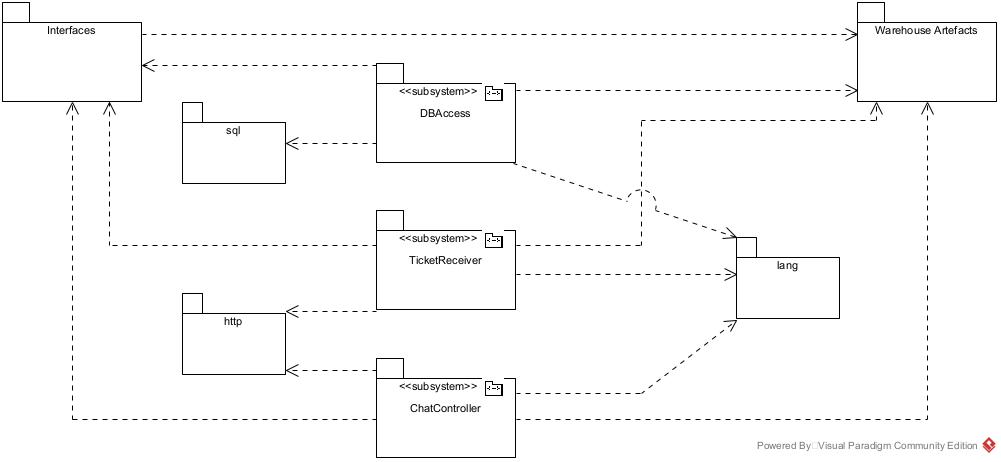 Interfaces
Warehouse Artefacts
<<subsystem>>
DBAccess
sql
<<subsystem>>
TicketReceiver
lang
http
<<subsystem>>
ChatController
Powered By Visual Paradigm Community Edition